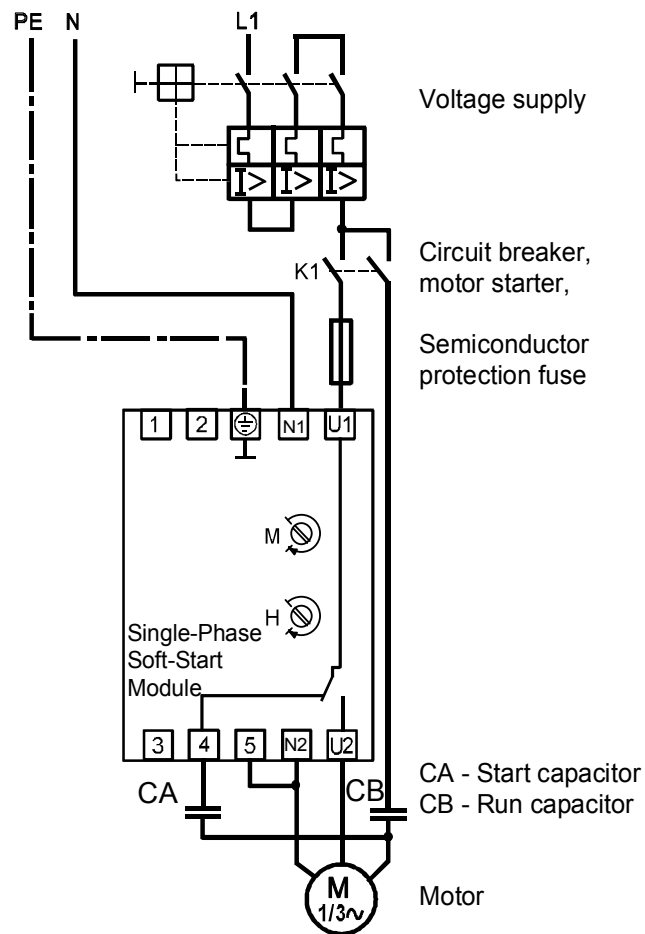 PE N L1
Voltage supply
I> I> I>
Circuit breaker,
motor starter,
K1
Semiconductor
protection fuse
1 2 N1 U1
M
H
Single-Phase
Soft-Start
Module
3 4 5 N2 U2
CA CB
CA - Start capacitor
CB - Run capacitor
M
1/3~
Motor